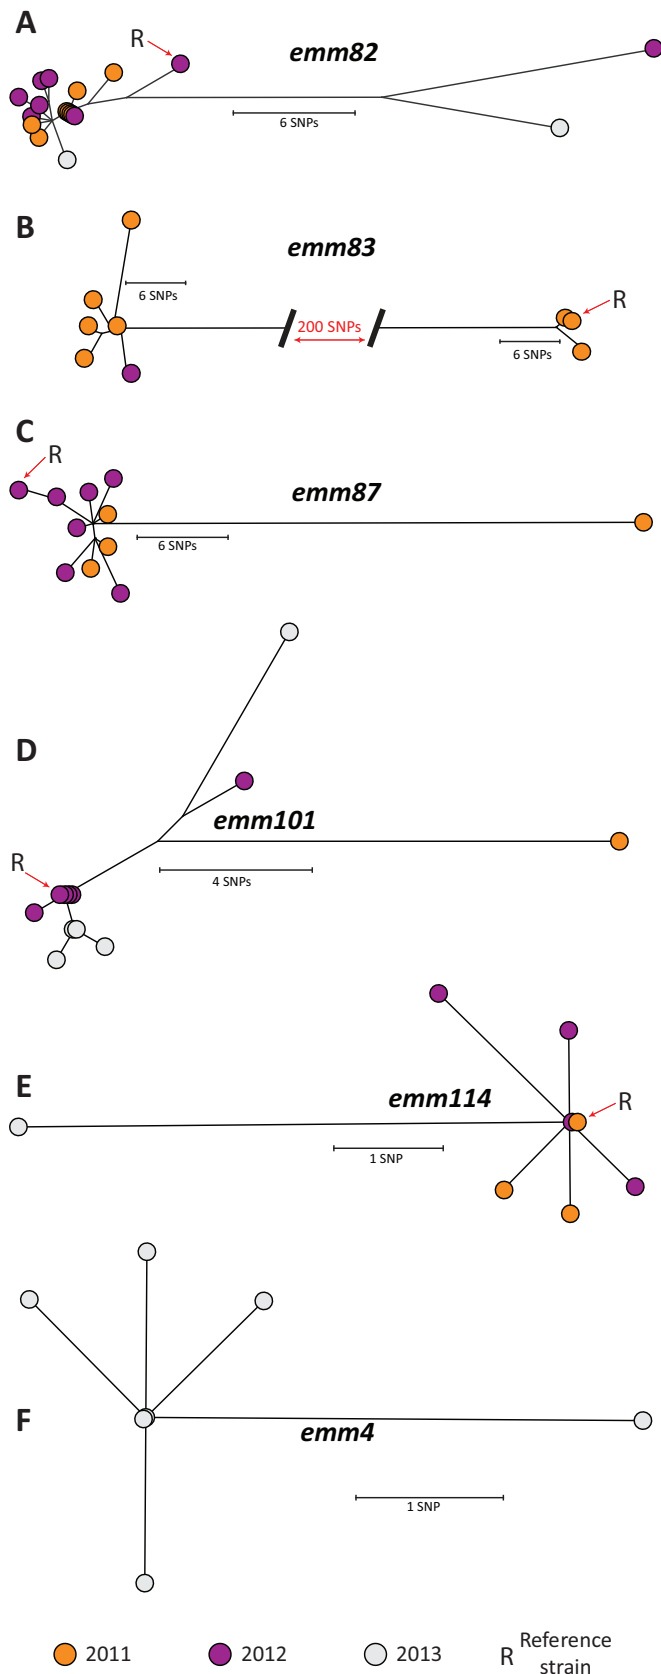 A
R
emm82
6 SNPs
B
emm83
6 SNPs
200 SNPs
R
6 SNPs
C
R
emm87
6 SNPs
D
emm101
R
4 SNPs
E
emm114
R
1 SNP
F
emm4
1 SNP
2011
2012
2013
R Reference
strain